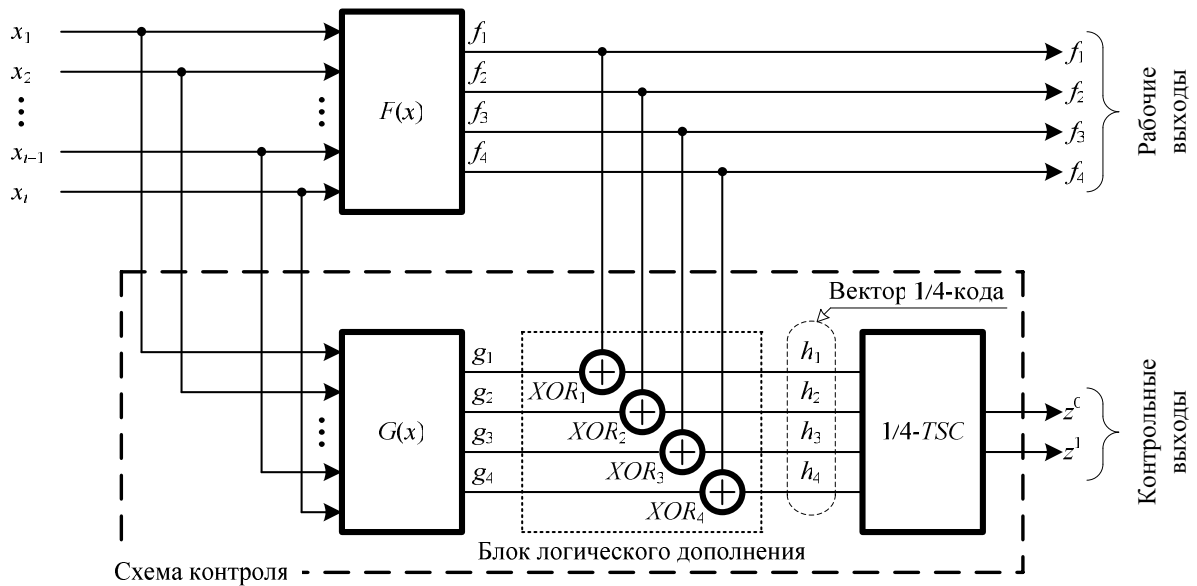 x1
x2
xt–1
xt
F(x)
f1
f2
f3
f4
f1
f2
f3
f4
Рабочие
выходы
Вектор 1/4-кода
g1
g2
g3
g4
G(x)
XOR1
XOR2
XOR3
XOR4
h1
h2
h3
h4
1/4-TSC
z0
z1
Контрольные
выходы
Блок логического дополнения
Схема контроля